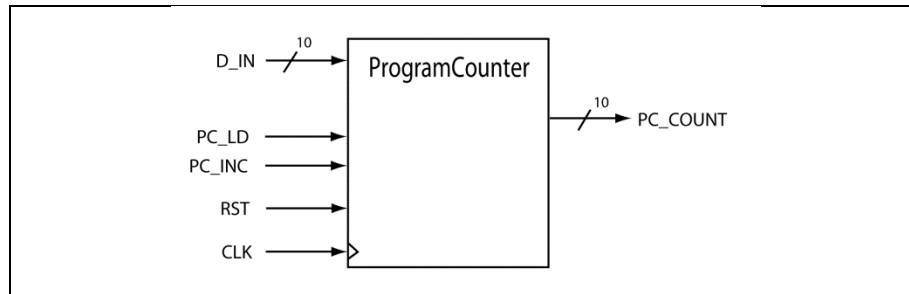 10
D_IN
ProgramCounter
10
PC_COUNT
PC_LD
PC_INC
RST
CLK